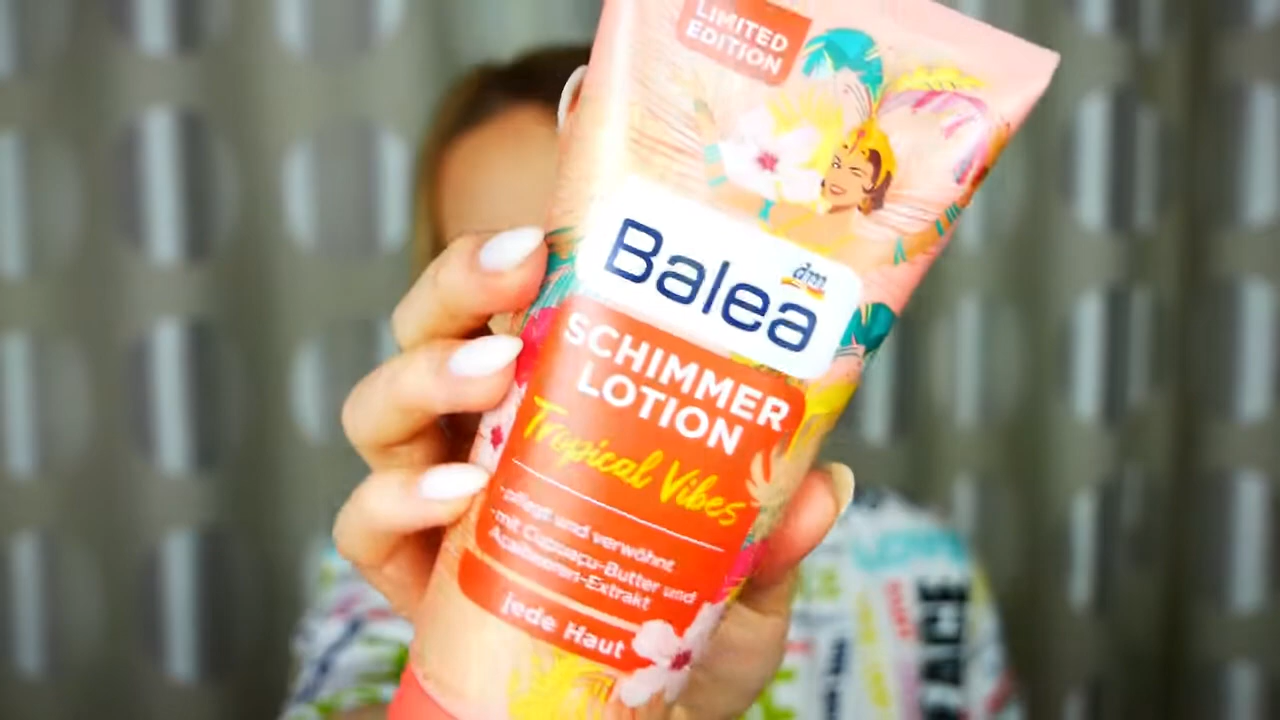 LIMITED
EDITION
dm
Balea
SCHIMMER
LOTION
Tropical Vibes
pflegt und verwöhnt
mit Cupuaçu-Butter und
Açaibeeren-Extrakt
jede Haut
FACE